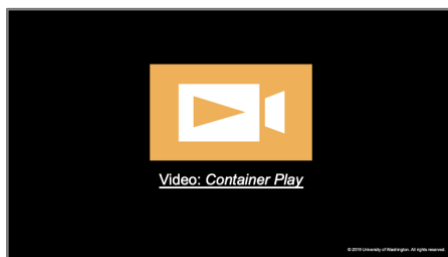 Video: Container Play
© 2019 University of Washington. All rights reserved.